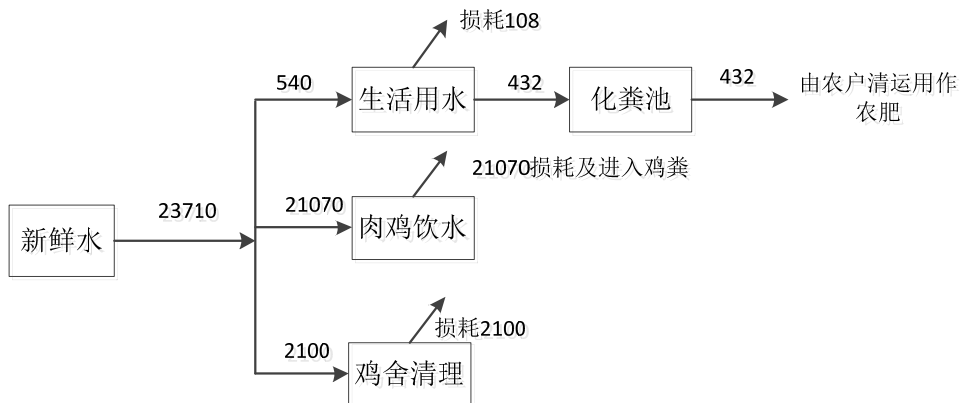 损耗108
540
生活用水
432
化粪池
432
由农户清运用作
农肥
21070损耗及进入鸡粪
新鲜水
23710
21070
肉鸡饮水
损耗2100
2100
鸡舍清理